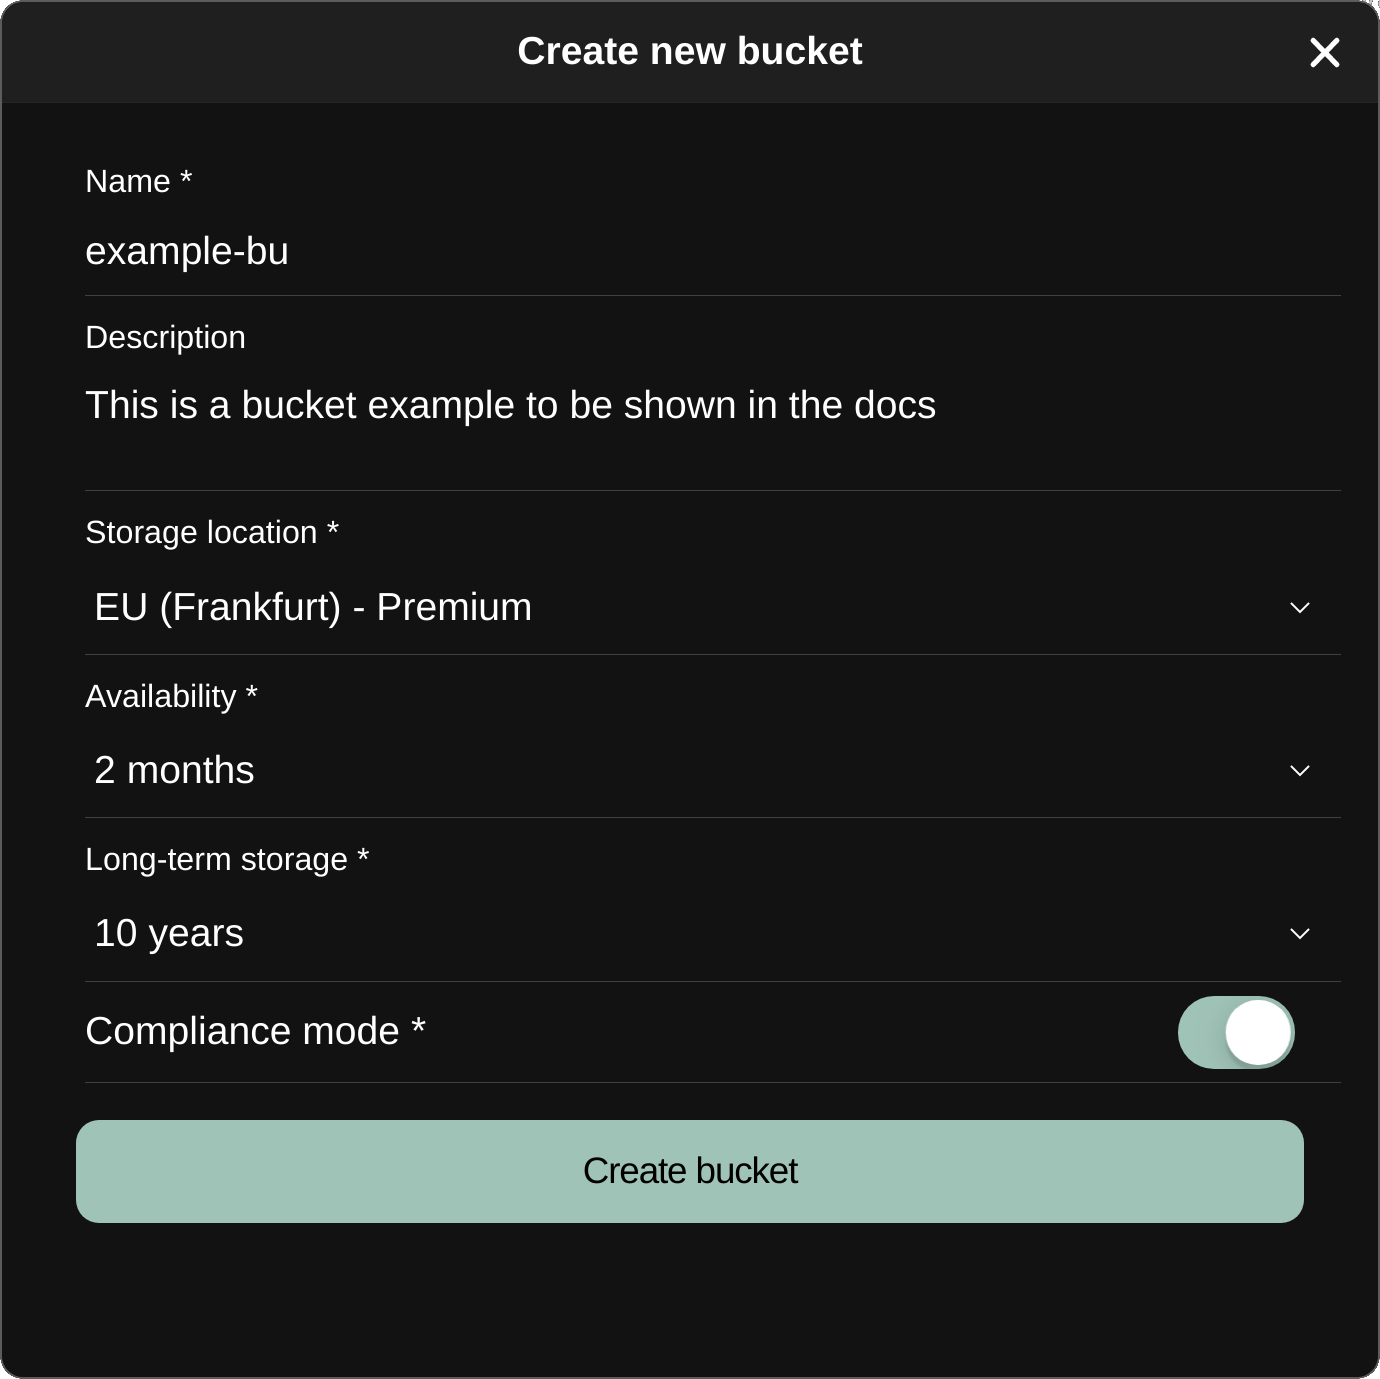 Create new bucket
Name *
example-bu
Description
This is a bucket example to be shown in the docs
Storage location *
EU (Frankfurt) - Premium
Availability *
2 months
Long-term storage *
10 years
Compliance mode *
Create bucket